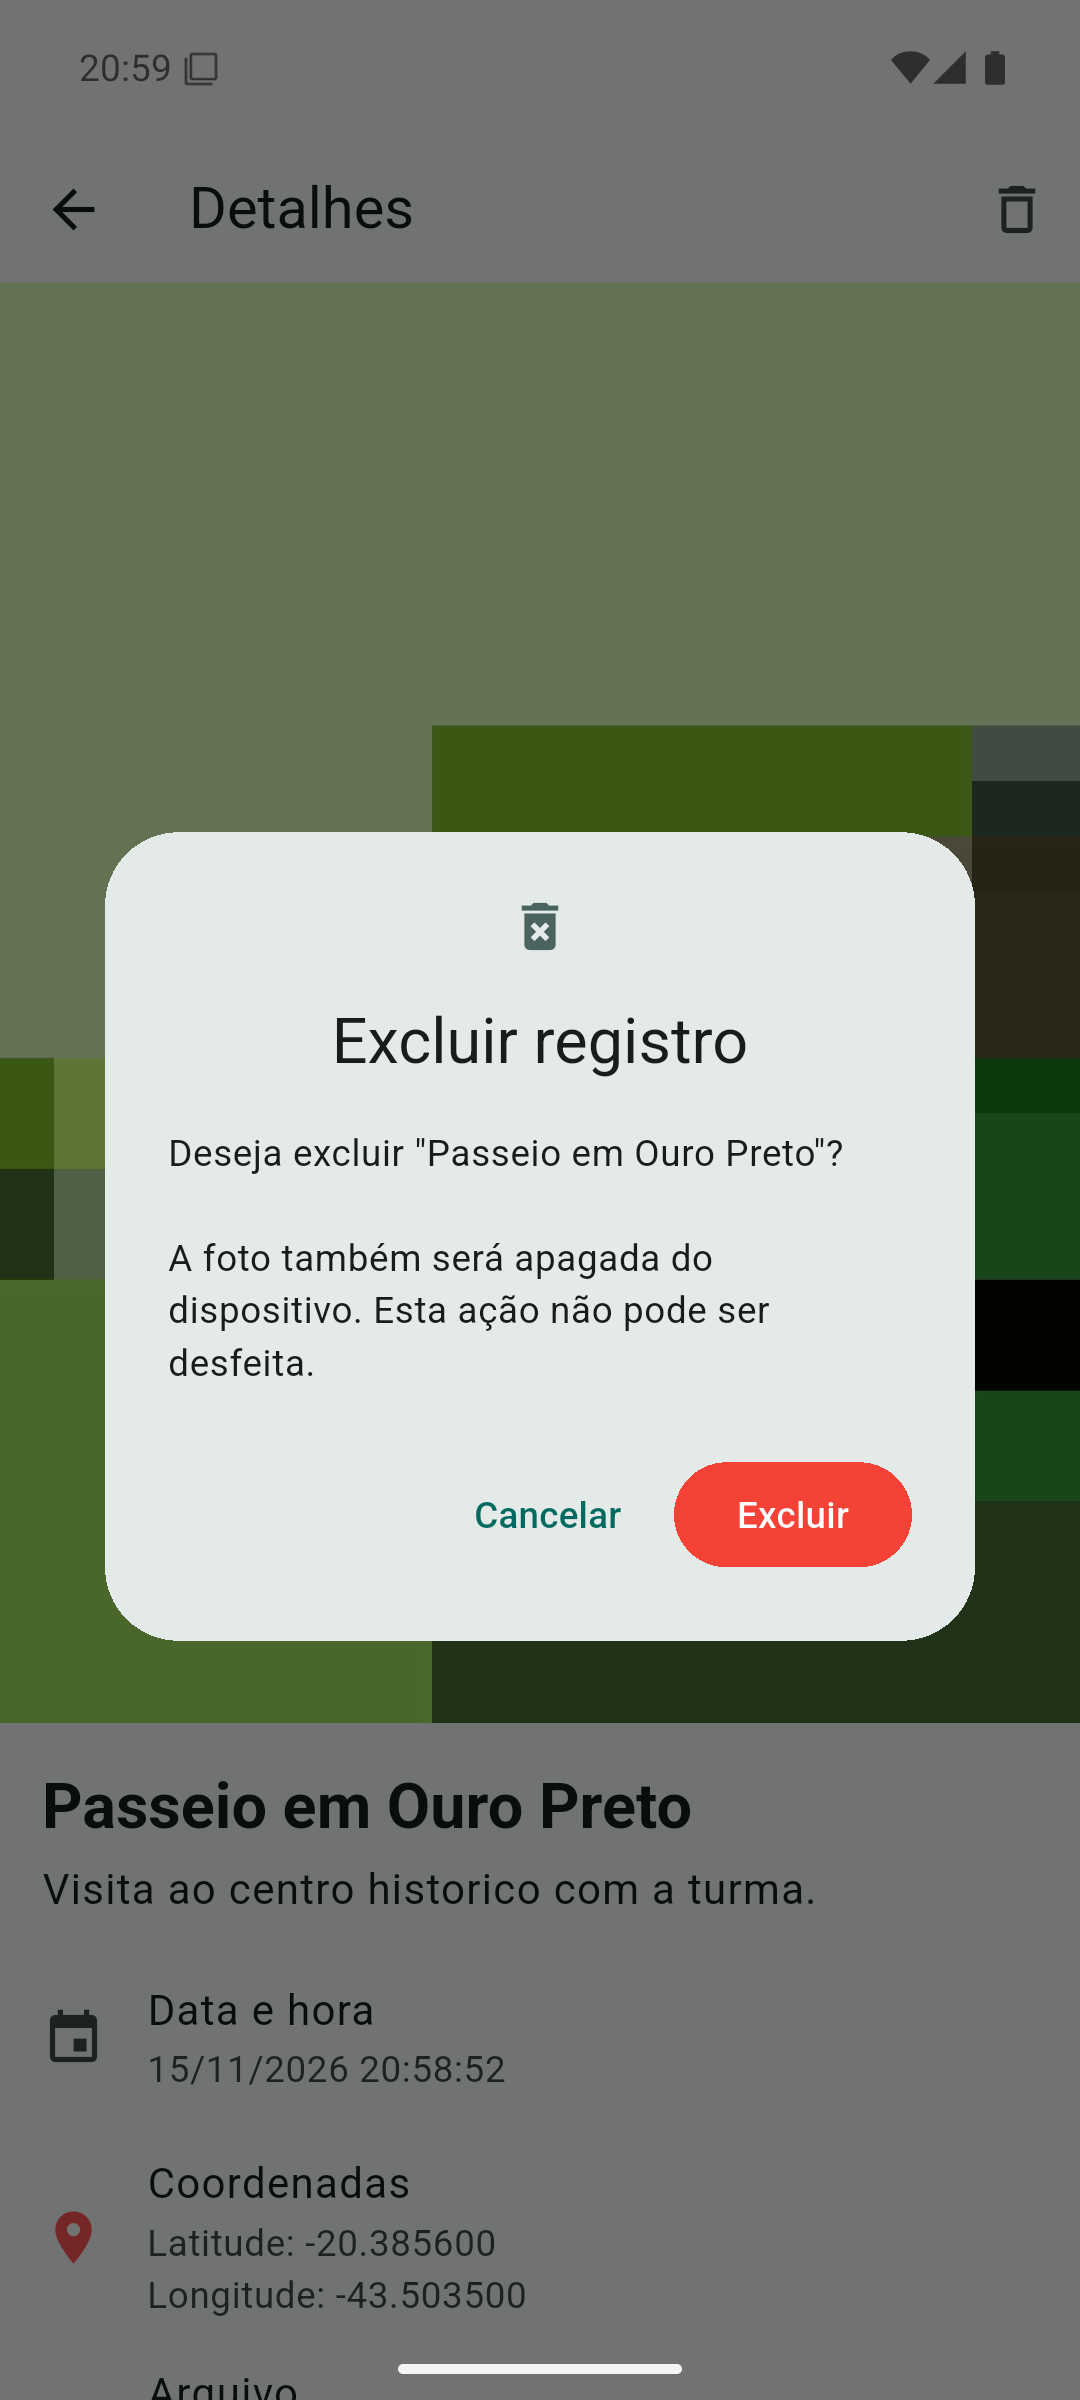 20:59
Detalhes
Excluir registro
Deseja excluir "Passeio em Ouro Preto"?
A foto também será apagada do
dispositivo. Esta ação não pode ser
desfeita.
Cancelar
Excluir
Passeio em Ouro Preto
Visita ao centro historico com a turma.
Data e hora
15/11/2026 20:58:52
Coordenadas
Latitude: -20.385600
Longitude: -43.503500
Arquivo